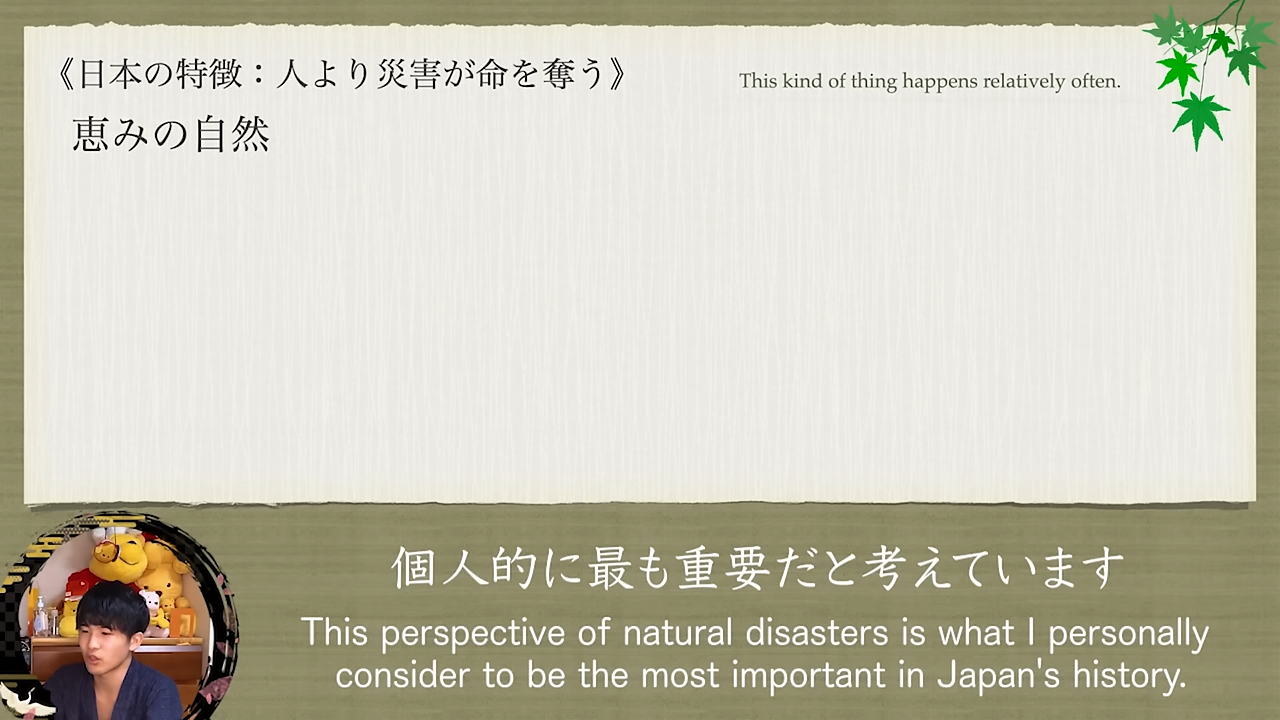 《日本の特徴：人より災害が命を奪う》
This kind of thing happens relatively often.
恵みの自然
個人的に最も重要だと考えています
This perspective of natural disasters is what I personally
consider to be the most important in Japan's history.